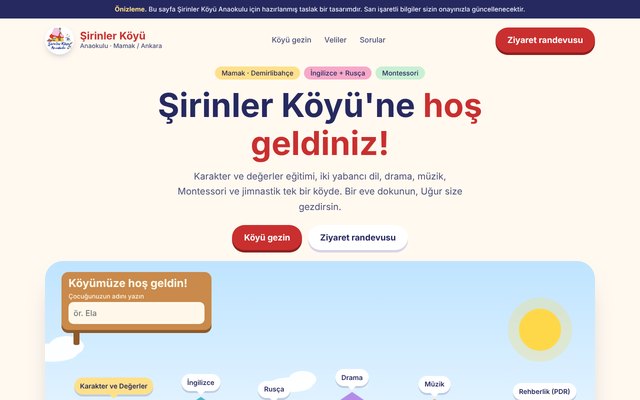 Önizleme. Bu sayfa Şirinler Köyü Anaokulu için hazırlanmış taslak bir tasarımdır. Sarı işaretli bilgiler sizin onayınızla güncellenecektir.
Şirinler Köyü
Anaokulu · Mamak / Ankara
Köyü gezin
Veliler
Sorular
Ziyaret randevusu
Mamak · Demirlibahçe
İngilizce + Rusça
Montessori
Şirinler Köyü'ne hoş
geldiniz!
Karakter ve değerler eğitimi, iki yabancı dil, drama, müzik,
Montessori ve jimnastik tek bir köyde. Bir eve dokunun, Uğur size
gezdirsin.
Köyü gezin
Ziyaret randevusu
Köyümüze hoş geldin!
Çocuğunuzun adını yazın
ör. Ela
Karakter ve Değerler
İngilizce
Rusça
Drama
Müzik
Rehberlik (PDR)